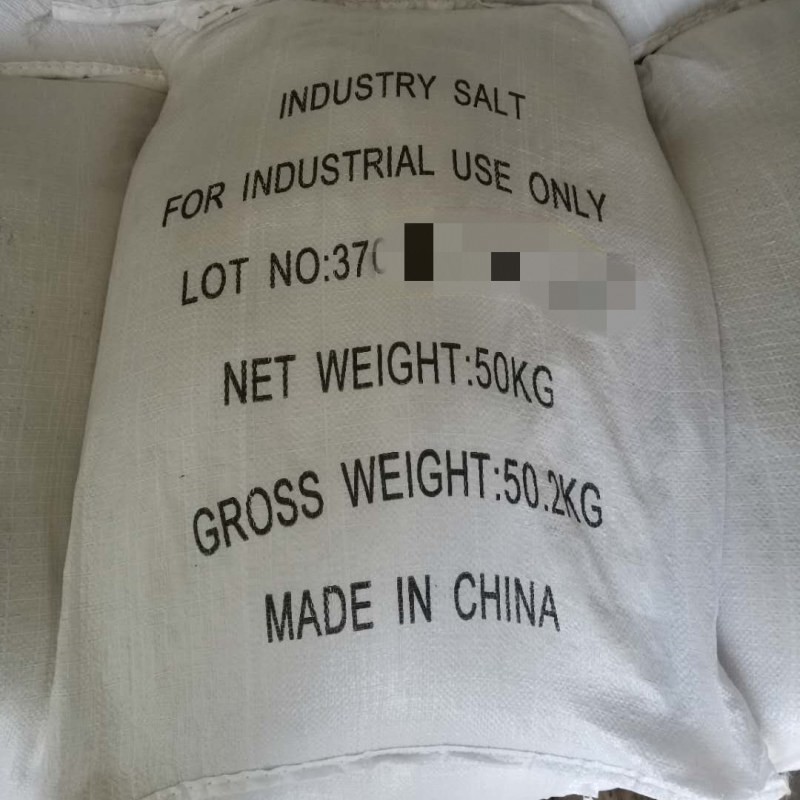 INDUSTRY SALT
FOR INDUSTRIAL USE ONLY
LOT NO:37
NET WEIGHT:50KG
GROSS WEIGHT:50.2KG
MADE IN CHINA